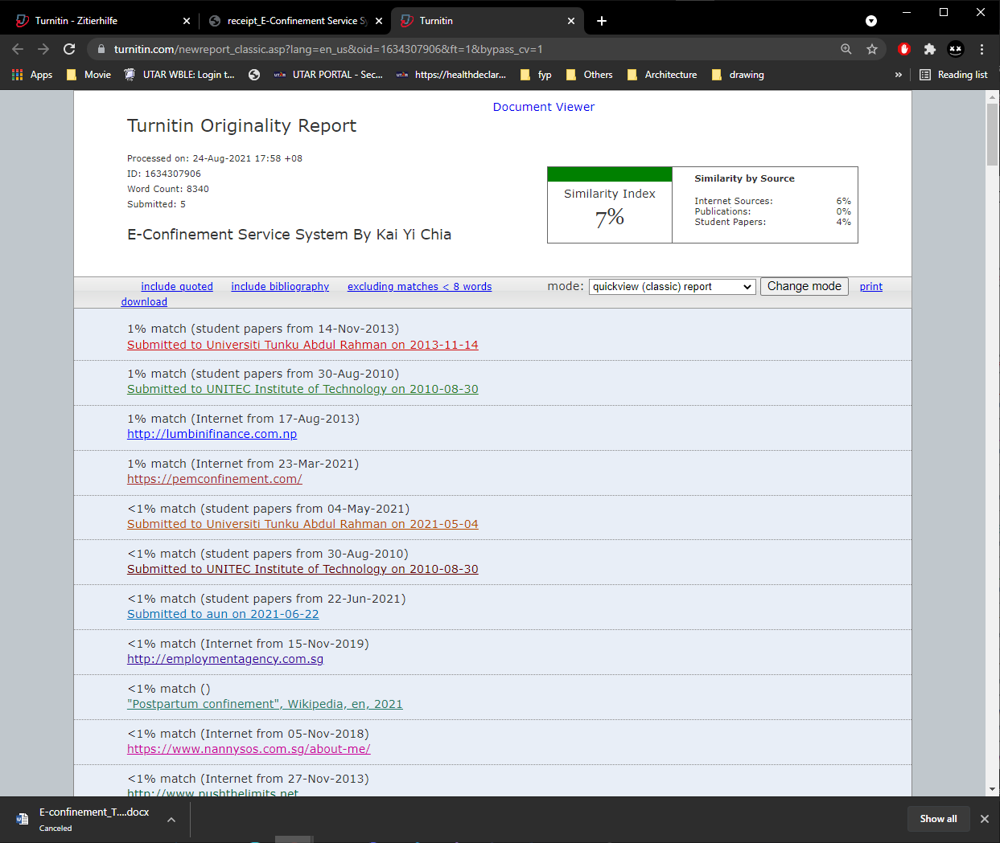 Turnitin - Zitierhilfe
receipt_E-Confinement Service Sy
Turnitin
turnitin.com/newreport_classic.asp?lang=en_us&oid=1634307906&ft=1&bypass_cv=1
Apps
Movie
UTAR WBLE: Login t...
UTAR PORTAL - Sec...
https://healthdeclar...
fyp
Others
Architecture
drawing
»
Reading list
Document Viewer
Turnitin Originality Report
Processed on: 24-Aug-2021 17:58 +08
ID: 1634307906
Word Count: 8340
Submitted: 5
E-Confinement Service System By Kai Yi Chia
Similarity Index
7%
Similarity by Source
Internet Sources: 6%
Publications: 0%
Student Papers: 4%
include quoted include bibliography excluding matches < 8 words
mode: quickview (classic) report Change mode print
download
1% match (student papers from 14-Nov-2013)
Submitted to Universiti Tunku Abdul Rahman on 2013-11-14
1% match (student papers from 30-Aug-2010)
Submitted to UNITEC Institute of Technology on 2010-08-30
1% match (Internet from 17-Aug-2013)
http://lumbinifinance.com.np
1% match (Internet from 23-Mar-2021)
https://pemconfinement.com/
<1% match (student papers from 04-May-2021)
Submitted to Universiti Tunku Abdul Rahman on 2021-05-04
<1% match (student papers from 30-Aug-2010)
Submitted to UNITEC Institute of Technology on 2010-08-30
<1% match (student papers from 22-Jun-2021)
Submitted to aun on 2021-06-22
<1% match (Internet from 15-Nov-2019)
http://employmentagency.com.sg
<1% match ()
"Postpartum confinement", Wikipedia, en, 2021
<1% match (Internet from 05-Nov-2018)
https://www.nannysos.com.sg/about-me/
<1% match (Internet from 27-Nov-2013)
http://www.pushthelimits.net
E-confinement_T....docx
Canceled
Show all